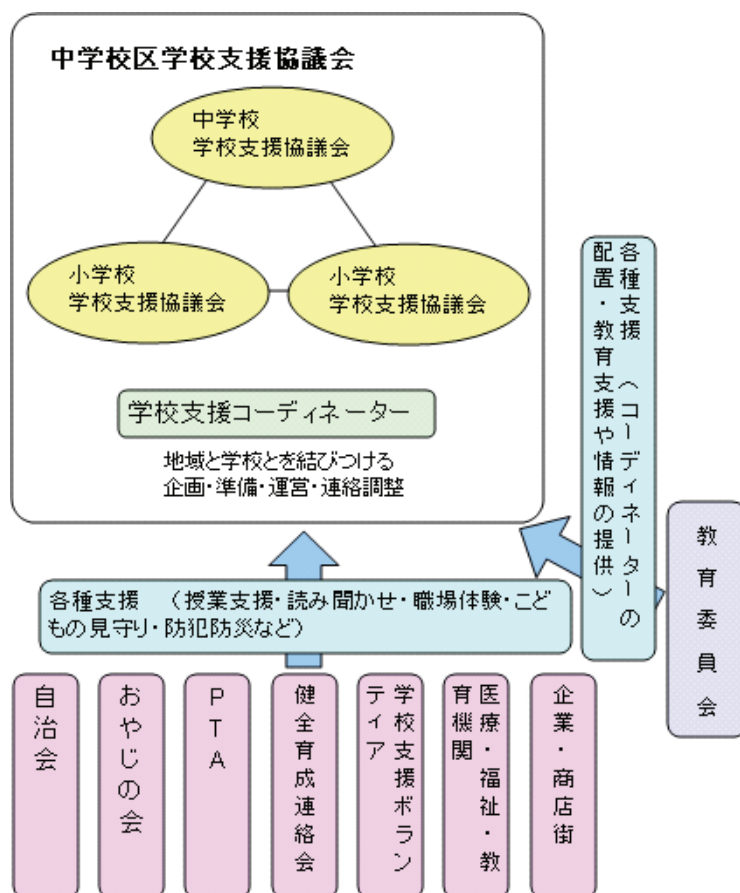 中学校区学校支援協議会
中学校
学校支援協議会
小学校
学校支援協議会
小学校
学校支援協議会
学校支援コーディネーター
地域と学校とを結びつける
企画・準備・運営・連絡調整
各種支援　（コーディネーターの
配置・教育支援や情報の提供）
教育委員会
各種支援　（授業支援・読み聞かせ・職場体験・こど
もの見守り・防犯防災など）
自治会
おやじの会
PTA
健全育成連絡会
学校支援ボラン
ティア
医療・福祉・教
育機関
企業・商店街